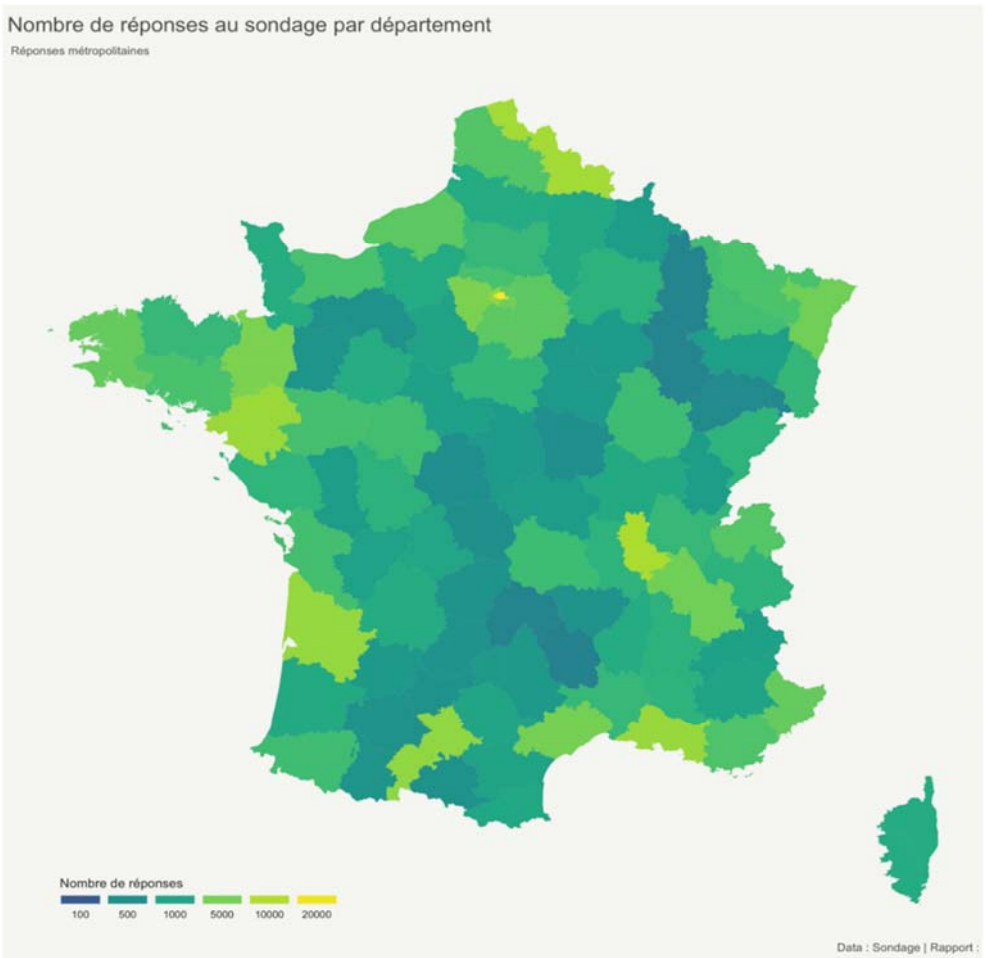 Nombre de réponses au sondage par département
Réponses métropolitaines
Nombre de réponses
100 500 1000 5000 10000 20000
Data : Sondage | Rapport :